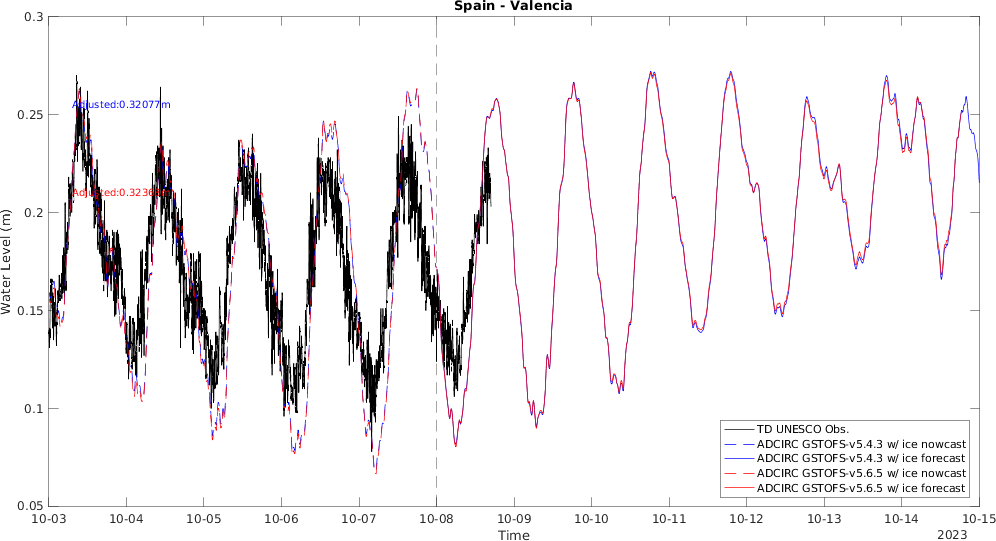 Spain - Valencia
0.3
0.25
0.2
0.15
0.1
0.05
Water Level (m)
Adjusted:0.32077m
TD UNESCO Obs.
ADCIRC GSTOFS-v5.4.3 w/ ice nowcast
ADCIRC GSTOFS-v5.4.3 w/ ice forecast
ADCIRC GSTOFS-v5.6.5 w/ ice nowcast
ADCIRC GSTOFS-v5.6.5 w/ ice forecast
10-03 10-04 10-05 10-06 10-07 10-08 10-09 10-10 10-11 10-12 10-13 10-14 10-15
Time
2023